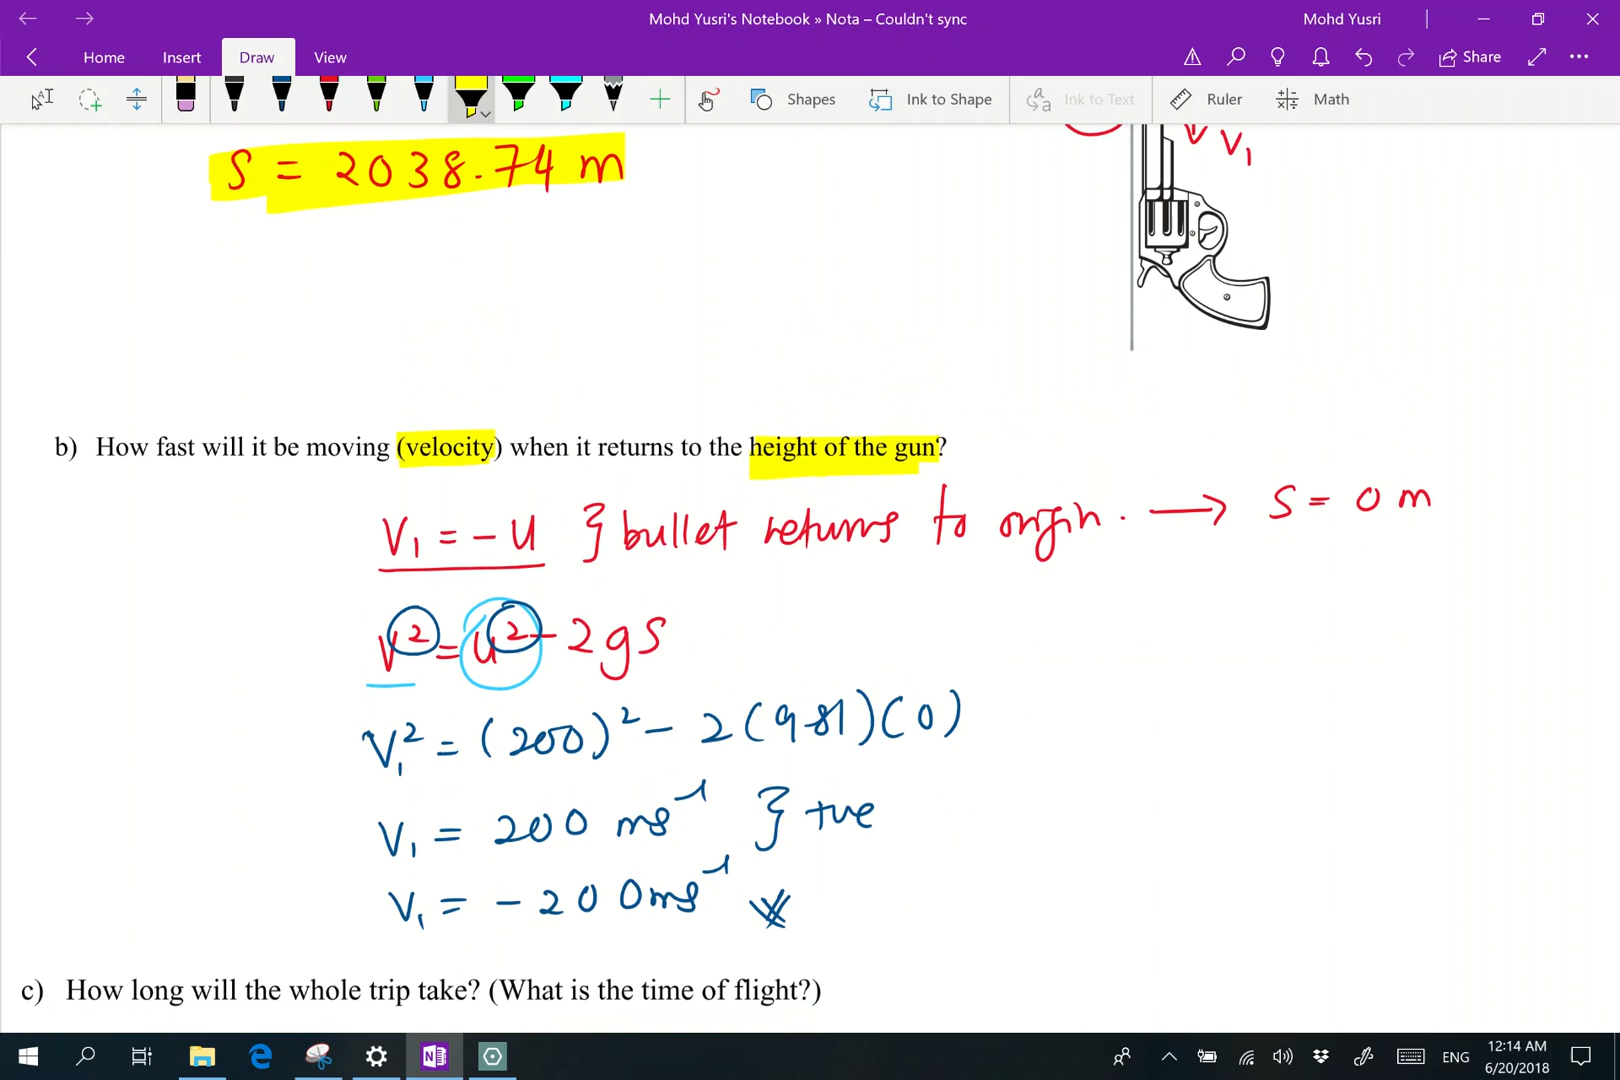 Mohd Yusri's Notebook » Nota – Couldn't sync
Mohd Yusri
Home Insert Draw View
Share
Shapes
Ink to Shape
Ink to Text
Ruler
Math
S = 2038.74 m
V₁
b) How fast will it be moving (velocity) when it returns to the height of the gun?
V₁ = - u } bullet returns to origin. → S = 0 m
V² = u² - 2gs
V₁² = (200)² - 2(9.81)(0)
V₁ = 200 ms⁻¹ } +ve
V₁ = - 200 ms⁻¹
c) How long will the whole trip take? (What is the time of flight?)
ENG
12:14 AM
6/20/2018